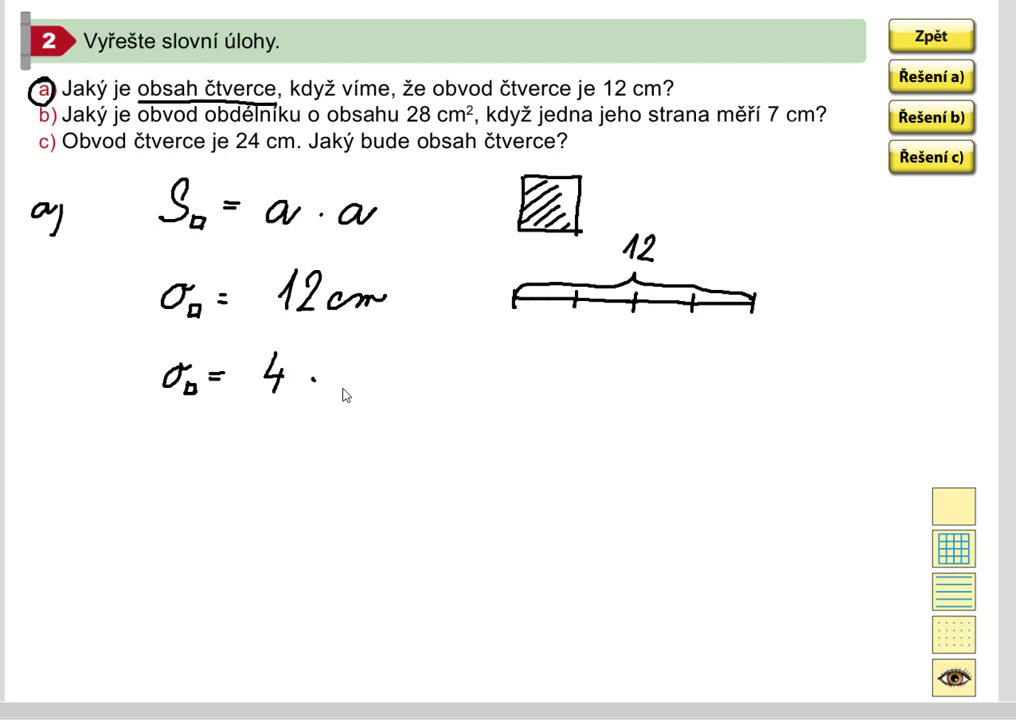 2 Vyřešte slovní úlohy.
Zpět
Řešení a)
Řešení b)
Řešení c)
a) Jaký je obsah čtverce, když víme, že obvod čtverce je 12 cm?
b) Jaký je obvod obdélníku o obsahu 28 cm², když jedna jeho strana měří 7 cm?
c) Obvod čtverce je 24 cm. Jaký bude obsah čtverce?
a) S□ = a · a
12
o□ = 12 cm
o□ = 4 ·